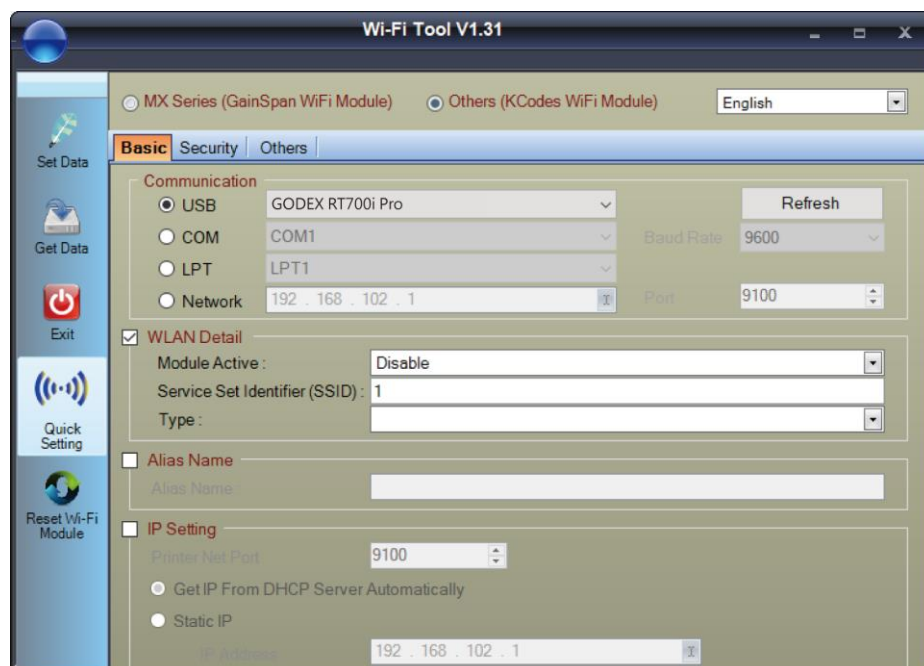 Wi-Fi Tool V1.31
MX Series (GainSpan WiFi Module) Others (KCodes WiFi Module) English
Basic Security Others
Set Data
Get Data
Exit
Quick Setting
Reset Wi-Fi Module
Communication
USB GODEX RT700i Pro Refresh
COM COM1 Baud Rate 9600
LPT LPT1
Network 192 . 168 . 102 . 1 Port 9100
WLAN Detail
Module Active : Disable
Service Set Identifier (SSID) : 1
Type :
Alias Name
Alias Name :
IP Setting
Printer Net Port 9100
Get IP From DHCP Server Automatically
Static IP
IP Address 192 . 168 . 102 . 1